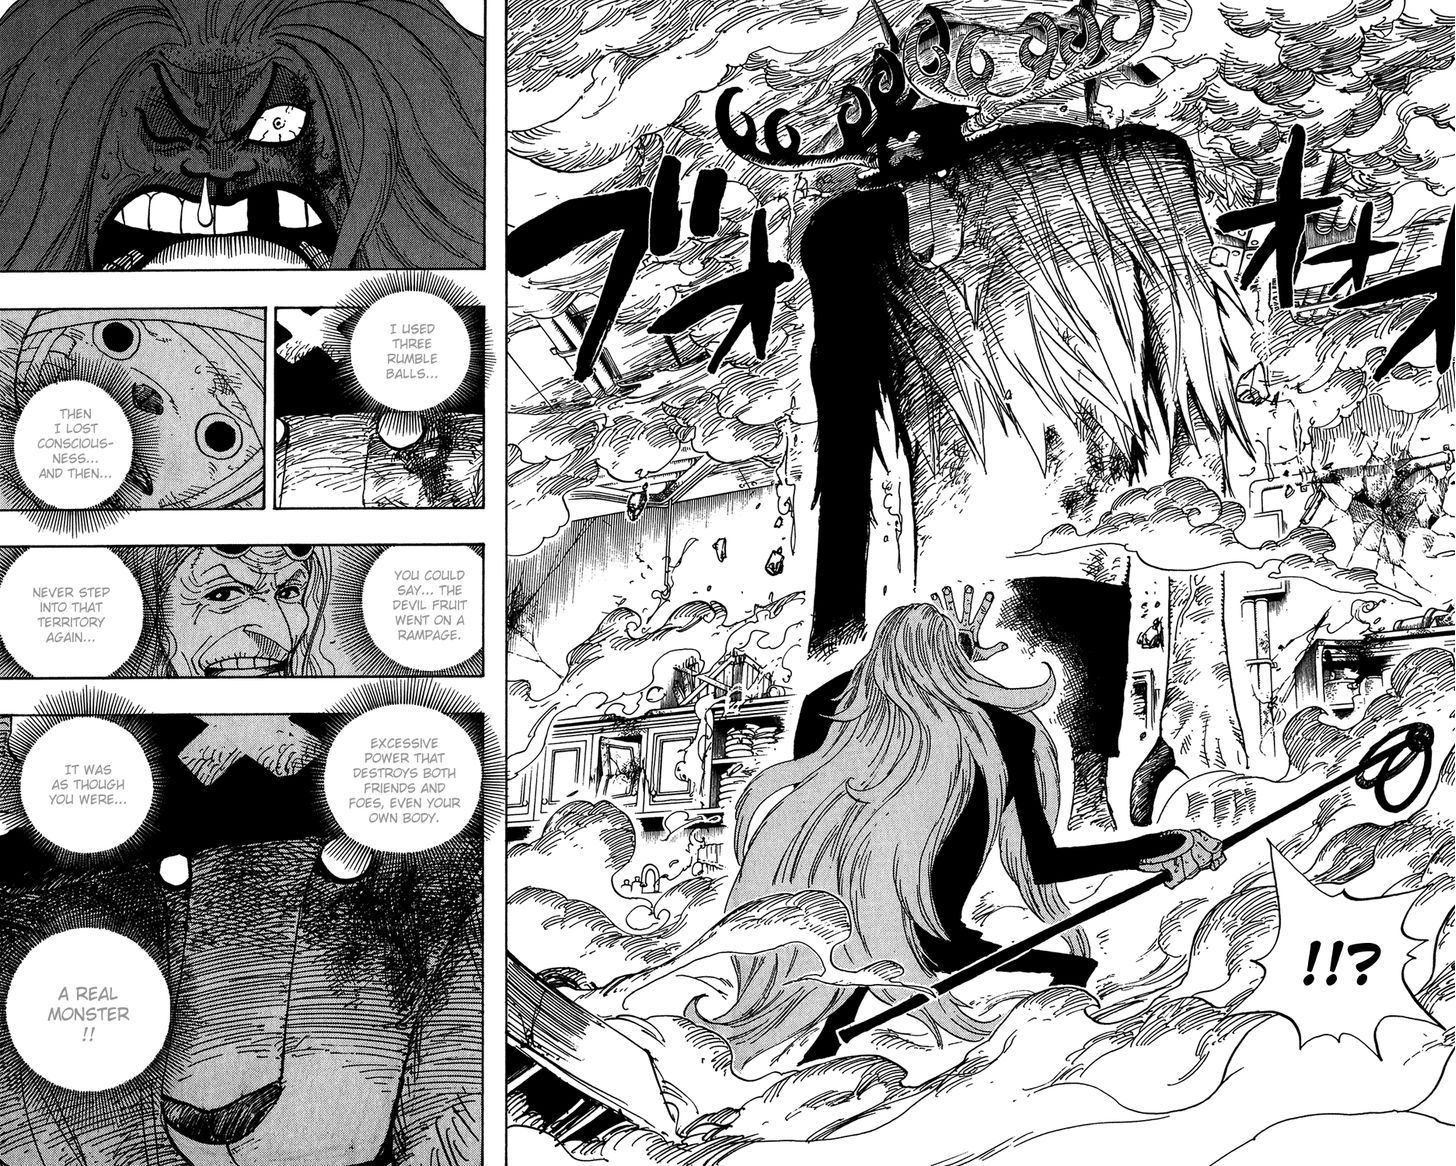 ブオオオオ
!!?
I USED
THREE
RUMBLE
BALLS...
THEN
I LOST
CONSCIOUS-
NESS...
AND THEN...
YOU COULD
SAY... THE
DEVIL FRUIT
WENT ON A
RAMPAGE.
NEVER STEP
INTO THAT
TERRITORY
AGAIN...
EXCESSIVE
POWER THAT
DESTROYS BOTH
FRIENDS AND
FOES, EVEN YOUR
OWN BODY.
IT WAS
AS THOUGH
YOU WERE...
A REAL
MONSTER
!!